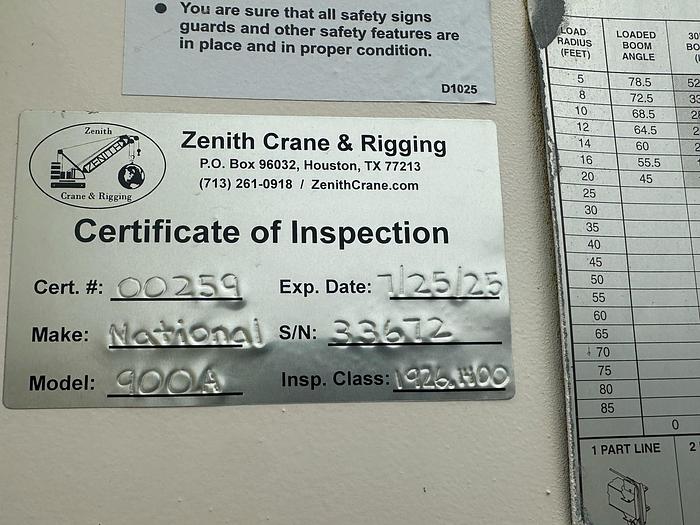 ● You are sure that all safety signs
guards and other safety features are
in place and in proper condition.
D1025
Zenith
ZENITH
Crane & Rigging
Zenith Crane & Rigging
P.O. Box 96032, Houston, TX 77213
(713) 261-0918 / ZenithCrane.com
Certificate of Inspection
Cert. #: 00259 Exp. Date: 7/25/25
Make: National S/N: 33672
Model: 900A Insp. Class: 1926.1400
LOAD RADIUS (FEET) LOADED BOOM ANGLE
5 78.5
8 72.5
10 68.5
12 64.5
14 60
16 55.5
20 45
25
30
35
40
45
50
55
60
65
70
75
80
85
0
1 PART LINE 2